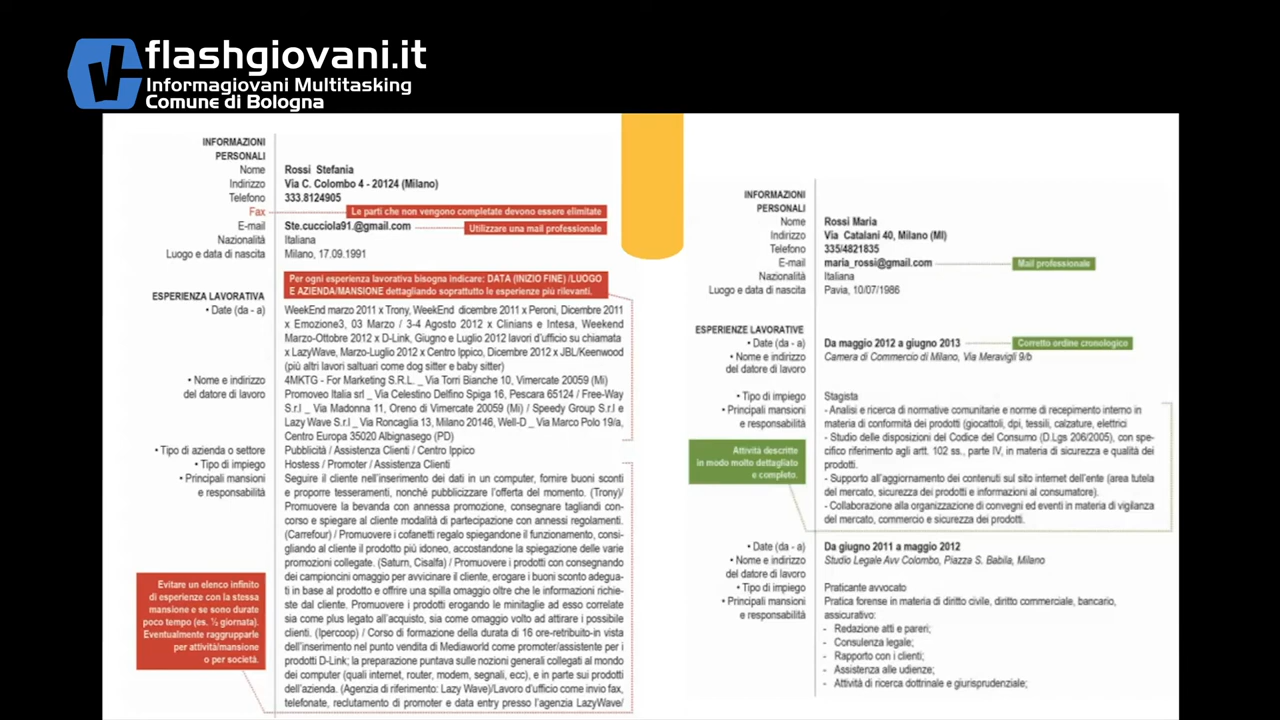 flashgiovani.it
Informagiovani Multitasking
Comune di Bologna
INFORMAZIONI
PERSONALI
Nome Rossi Stefania
Indirizzo Via C. Colombo 4 - 20124 (Milano)
Telefono 333.8124905
Fax Le parti che non vengono completate devono essere elimitate
E-mail Ste.cucciola91.@gmail.com Utilizzare una mail professionale
Nazionalità Italiana
Luogo e data di nascita Milano, 17.09.1991
Per ogni esperienza lavorativa bisogna indicare: DATA (INIZIO FINE) /LUOGO
E AZIENDA/MANSIONE dettagliando soprattutto le esperienze più rilevanti.
ESPERIENZA LAVORATIVA
• Date (da - a) WeekEnd marzo 2011 x Trony, WeekEnd dicembre 2011 x Peroni, Dicembre 2011
x Emozione3, 03 Marzo / 3-4 Agosto 2012 x Clinians e Intesa, Weekend
Marzo-Ottobre 2012 x D-Link, Giugno e Luglio 2012 lavori d'ufficio su chiamata
x LazyWave, Marzo-Luglio 2012 x Centro Ippico, Dicembre 2012 x JBL/Keenwood
(più altri lavori saltuari come dog sitter e baby sitter)
• Nome e indirizzo 4MKTG - For Marketing S.R.L. _ Via Torri Bianche 10, Vimercate 20059 (Mi)
del datore di lavoro Promoveo Italia srl _ Via Celestino Delfino Spiga 16, Pescara 65124 / Free-Way
S.r.l _ Via Madonna 11, Oreno di Vimercate 20059 (Mi) / Speedy Group S.r.l e
Lazy Wave S.r.l _ Via Roncaglia 13, Milano 20146, Well-D _ Via Marco Polo 19/a,
Centro Europa 35020 Albignasego (PD)
• Tipo di azienda o settore Pubblicità / Assistenza Clienti / Centro Ippico
• Tipo di impiego Hostess / Promoter / Assistenza Clienti
• Principali mansioni Seguire il cliente nell'inserimento dei dati in un computer, fornire buoni sconti
e responsabilità e proporre tesseramenti, nonchè pubblicizzare l'offerta del momento. (Trony)/
Promuovere la bevanda con annessa promozione, consegnare tagliandi con-
corso e spiegare al cliente modalità di partecipazione con annessi regolamenti.
(Carrefour) / Promuovere i cofanetti regalo spiegandone il funzionamento, consi-
gliando al cliente il prodotto più idoneo, accostandone la spiegazione delle varie
promozioni collegate. (Saturn, Cisalfa) / Promuovere i prodotti con consegnando
dei campioncini omaggio per avvicinare il cliente, erogare i buoni sconto adegua-
ti in base al prodotto e offrire una spilla omaggio oltre che le informazioni richie-
ste dal cliente. Promuovere i prodotti erogando le minitaglie ad esso correlate
sia come plus legato all'acquisto, sia come omaggio volto ad attirare i possibile
clienti. (Ipercoop) / Corso di formazione della durata di 16 ore-retribuito-in vista
dell'inserimento nel punto vendita di Mediaworld come promoter/assistente per i
prodotti D-Link; la preparazione puntava sulle nozioni generali collegati al mondo
dei computer (quali internet, router, modem, segnali, ecc), e in parte sui prodotti
dell'azienda. (Agenzia di riferimento: Lazy Wave)/Lavoro d'ufficio come invio fax,
telefonate, reclutamento di promoter e data entry presso l'agenzia LazyWave/
Evitare un elenco infinito
di esperienze con la stessa
mansione e se sono durate
poco tempo (es. ½ giornata).
Eventualmente raggrupparle
per attività/mansione
o per società.
INFORMAZIONI
PERSONALI
Nome Rossi Maria
Indirizzo Via Catalani 40, Milano (MI)
Telefono 335/4821835
E-mail maria_rossi@gmail.com Mail professionale
Nazionalità Italiana
Luogo e data di nascita Pavia, 10/07/1986
ESPERIENZE LAVORATIVE
• Date (da - a) Da maggio 2012 a giugno 2013 Corretto ordine cronologico
• Nome e indirizzo Camera di Commercio di Milano, Via Meravigli 9/b
del datore di lavoro
• Tipo di impiego Stagista
• Principali mansioni - Analisi e ricerca di normative comunitarie e norme di recepimento interno in
e responsabilità materia di conformità dei prodotti (giocattoli, dpi, tessili, calzature, elettrici
- Studio delle disposizioni del Codice del Consumo (D.Lgs 206/2005), con spe-
cifico riferimento agli artt. 102 ss., parte IV, in materia di sicurezza e qualità dei
prodotti.
- Supporto all'aggiornamento dei contenuti sul sito internet dell'ente (area tutela
del mercato, sicurezza dei prodotti e informazioni al consumatore).
- Collaborazione alla organizzazione di convegni ed eventi in materia di vigilanza
del mercato, commercio e sicurezza dei prodotti.
Attività descritte
in modo molto dettagliato
e completo.
• Date (da - a) Da giugno 2011 a maggio 2012
• Nome e indirizzo Studio Legale Avv Colombo, Piazza S. Babila, Milano
del datore di lavoro
• Tipo di impiego Praticante avvocato
• Principali mansioni Pratica forense in materia di diritto civile, diritto commerciale, bancario,
e responsabilità assicurativo:
- Redazione atti e pareri;
- Consulenza legale;
- Rapporto con i clienti;
- Assistenza alle udienze;
- Attività di ricerca dottrinale e giurisprudenziale;